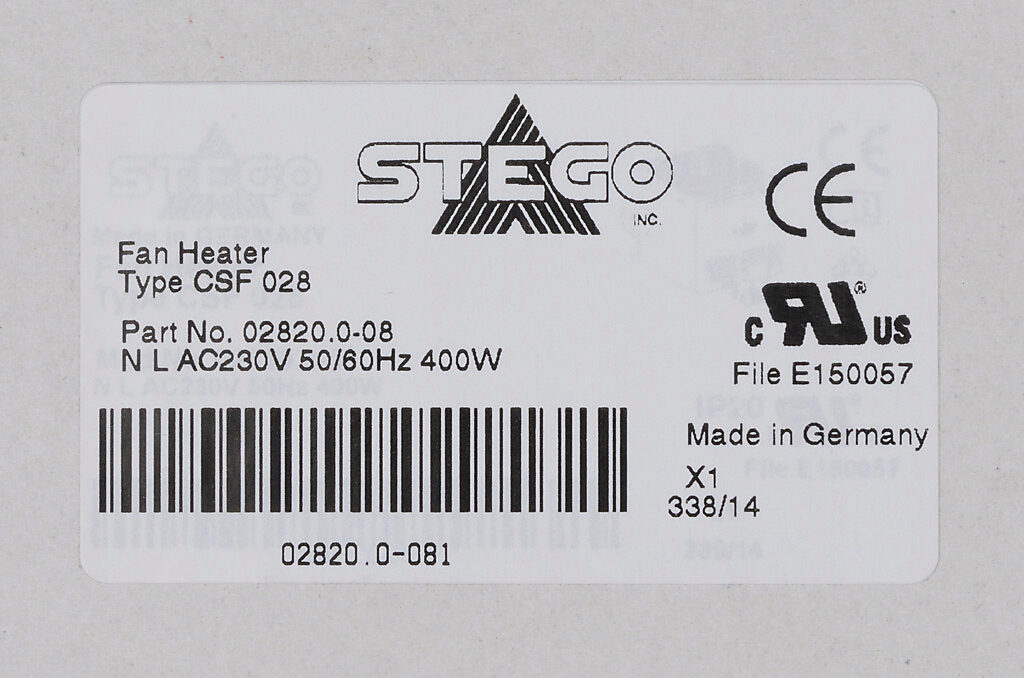 STEGO
INC.
CE
Fan Heater
Type CSF 028
Part No. 02820.0-08
N L AC230V 50/60Hz 400W
C RU® US
File E150057
Made in Germany
X1
338/14
02820.0-081